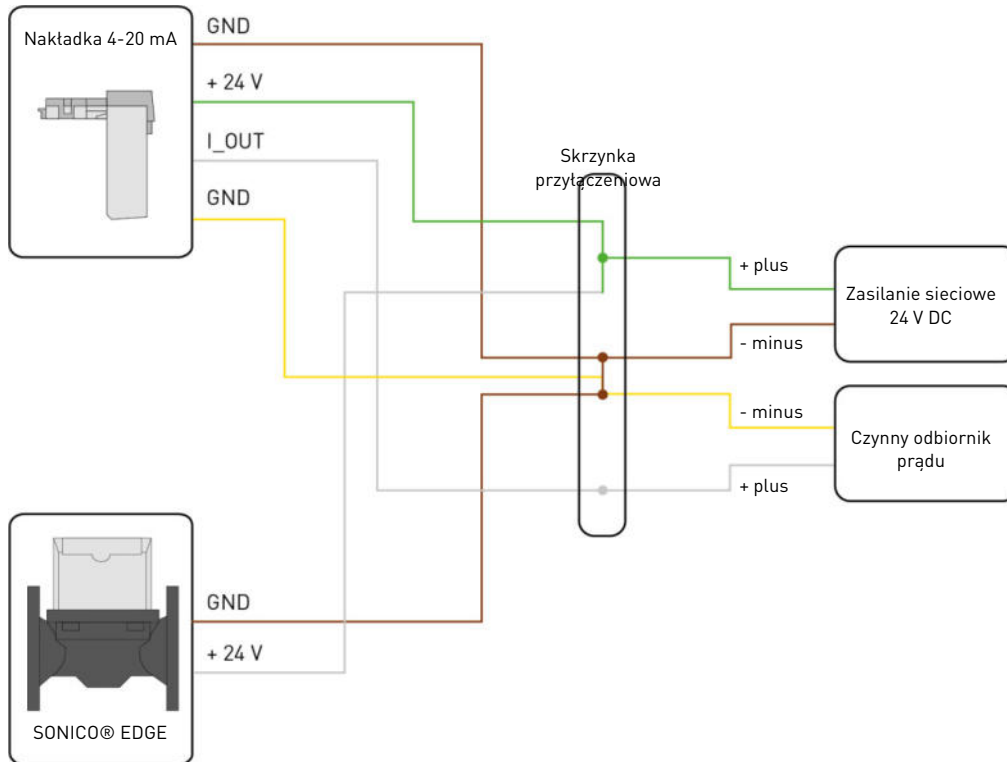 Nakładka 4-20 mA
GND
+ 24 V
I_OUT
GND
Skrzynka
przyłączeniowa
+ plus
- minus
Zasilanie sieciowe
24 V DC
- minus
+ plus
Czynny odbiornik
prądu
GND
+ 24 V
SONICO® EDGE